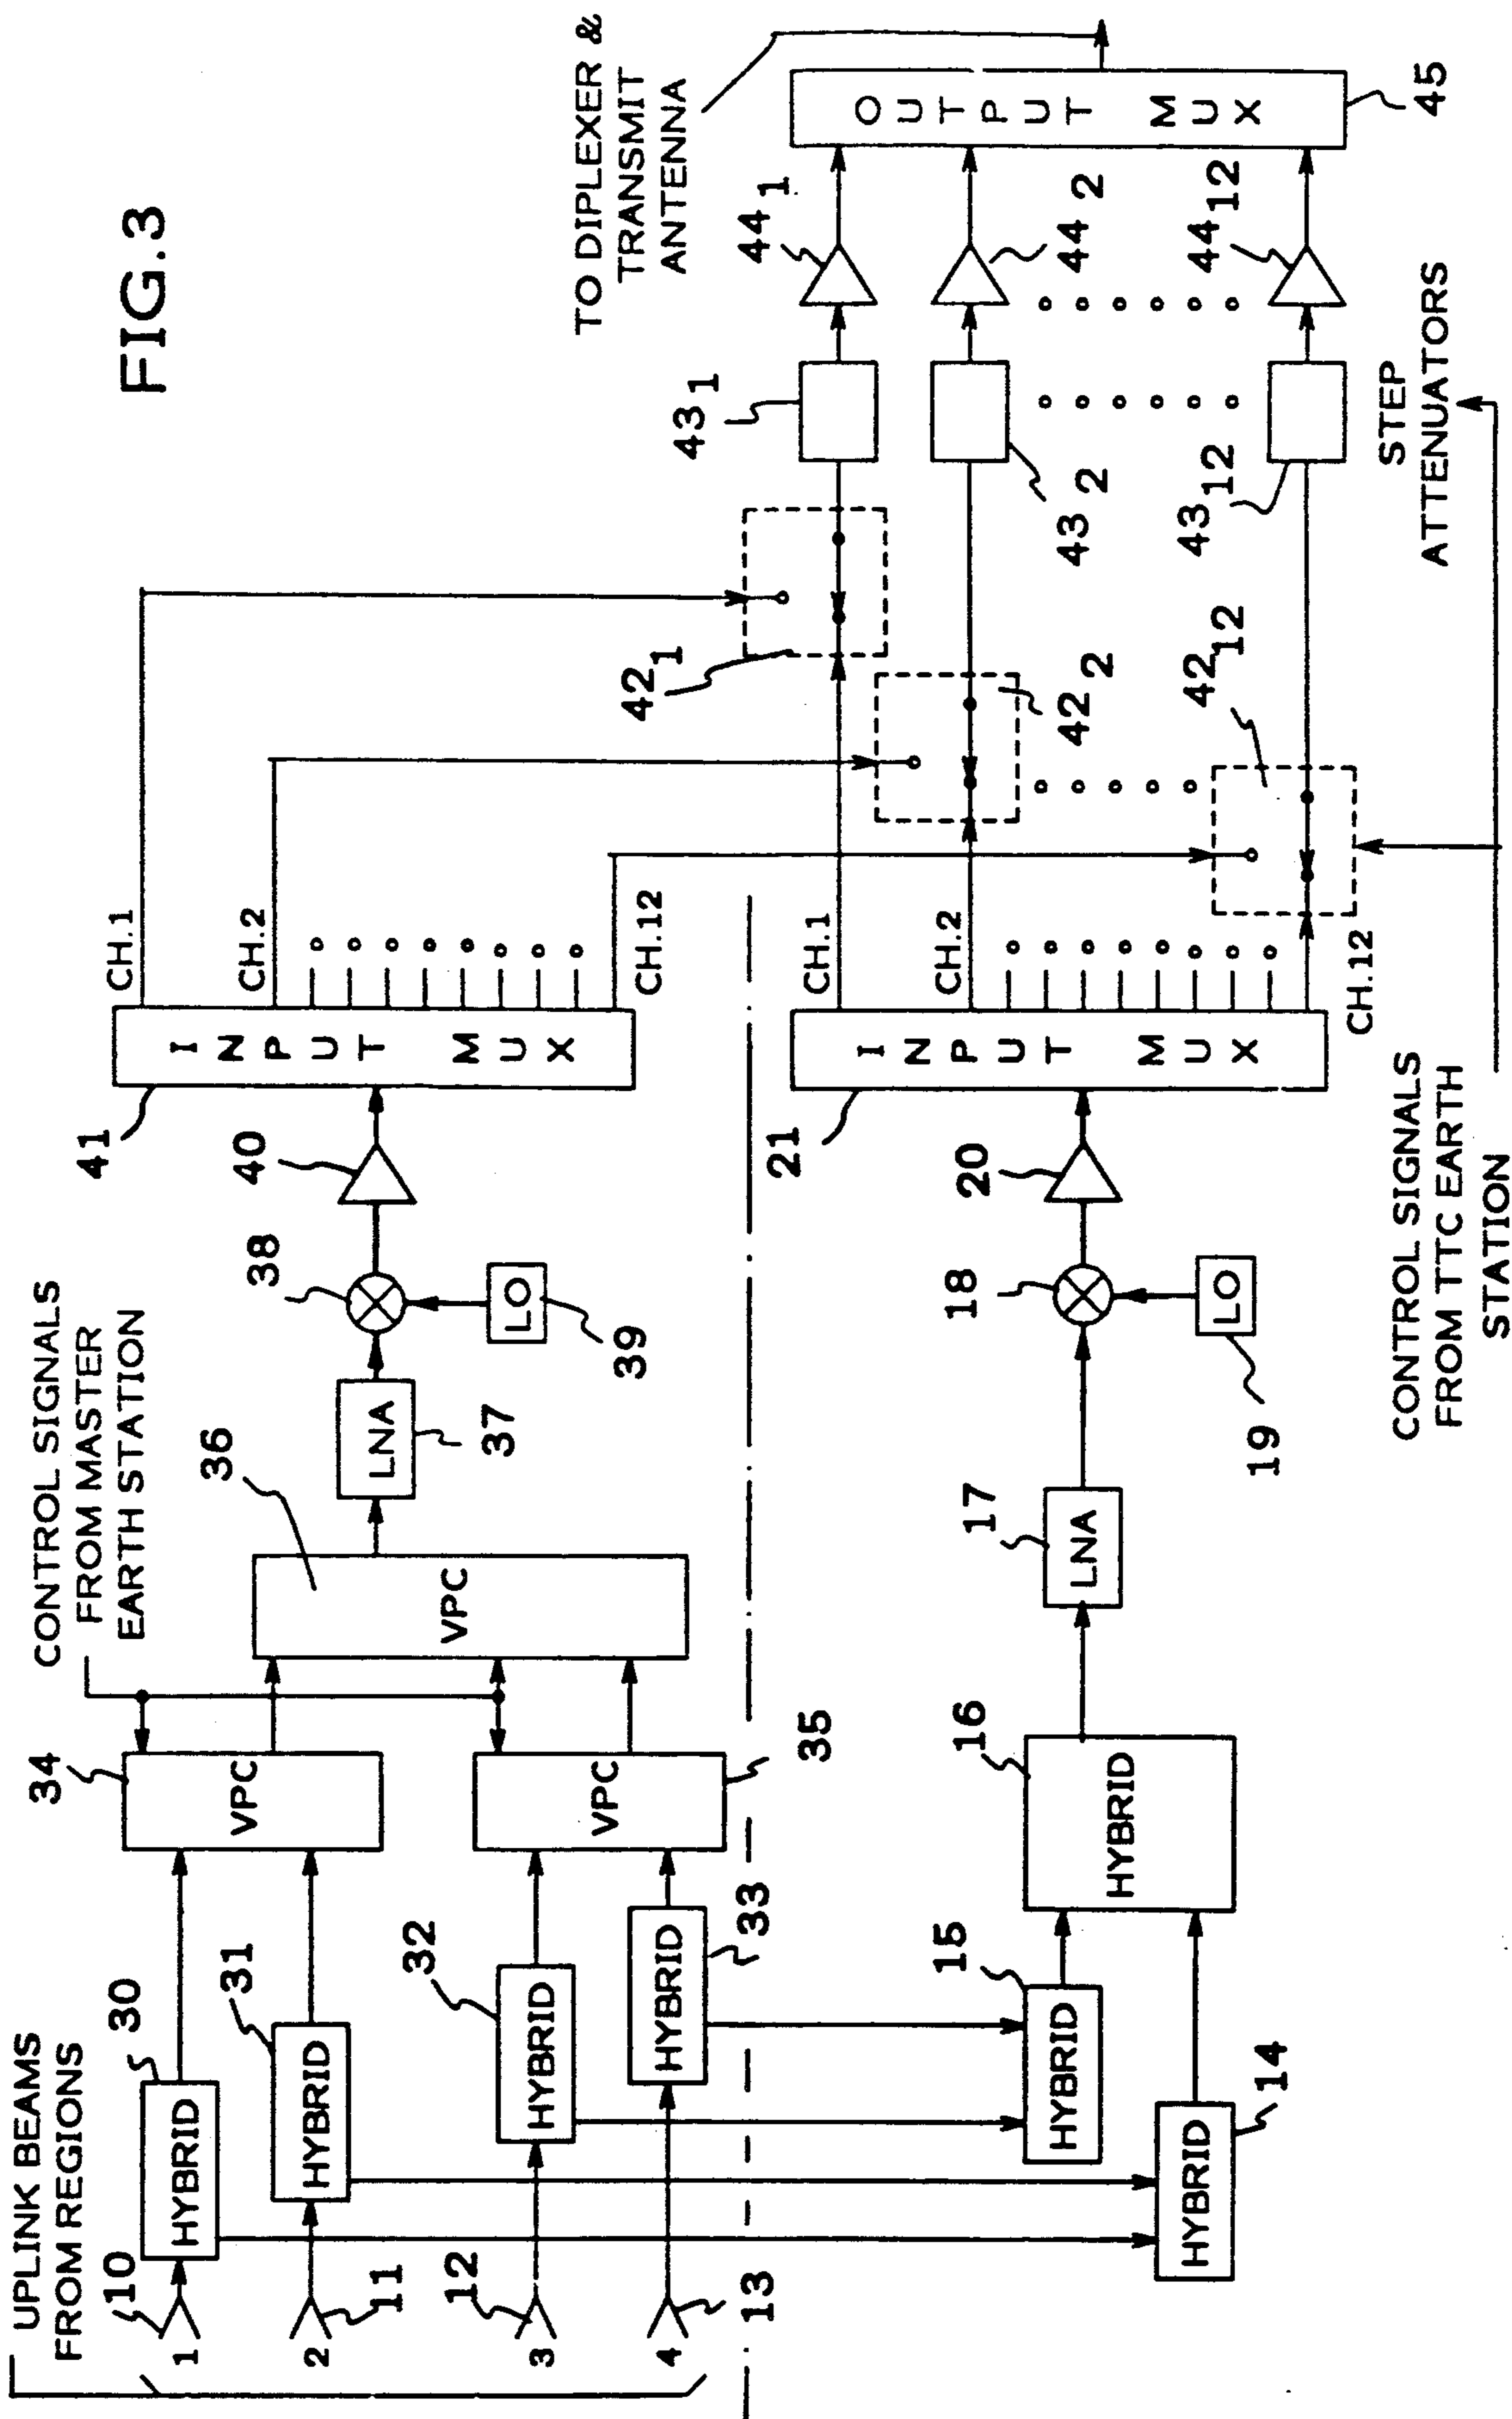 FIG.3
UPLINK BEAMS
FROM REGIONS
10
1
11
2
12
3
13
4
HYBRID
30
HYBRID
31
HYBRID
32
HYBRID
33
34
VPC
VPC
35
CONTROL SIGNALS
FROM MASTER
EARTH STATION
36
VPC
LNA
37
38
LO
39
40
41
INPUT MUX
CH.1
CH.2
CH.12
HYBRID
14
15
HYBRID
16
HYBRID
17
LNA
18
LO
19
20
21
INPUT MUX
CH.1
CH.2
CH.12
42 1
42 2
42 12
43 1
43 2
43 12
44 1
44 2
44 12
OUTPUT MUX
45
TO DIPLEXER &
TRANSMIT
ANTENNA
STEP
ATTENUATORS
CONTROL SIGNALS
FROM TTC EARTH
STATION